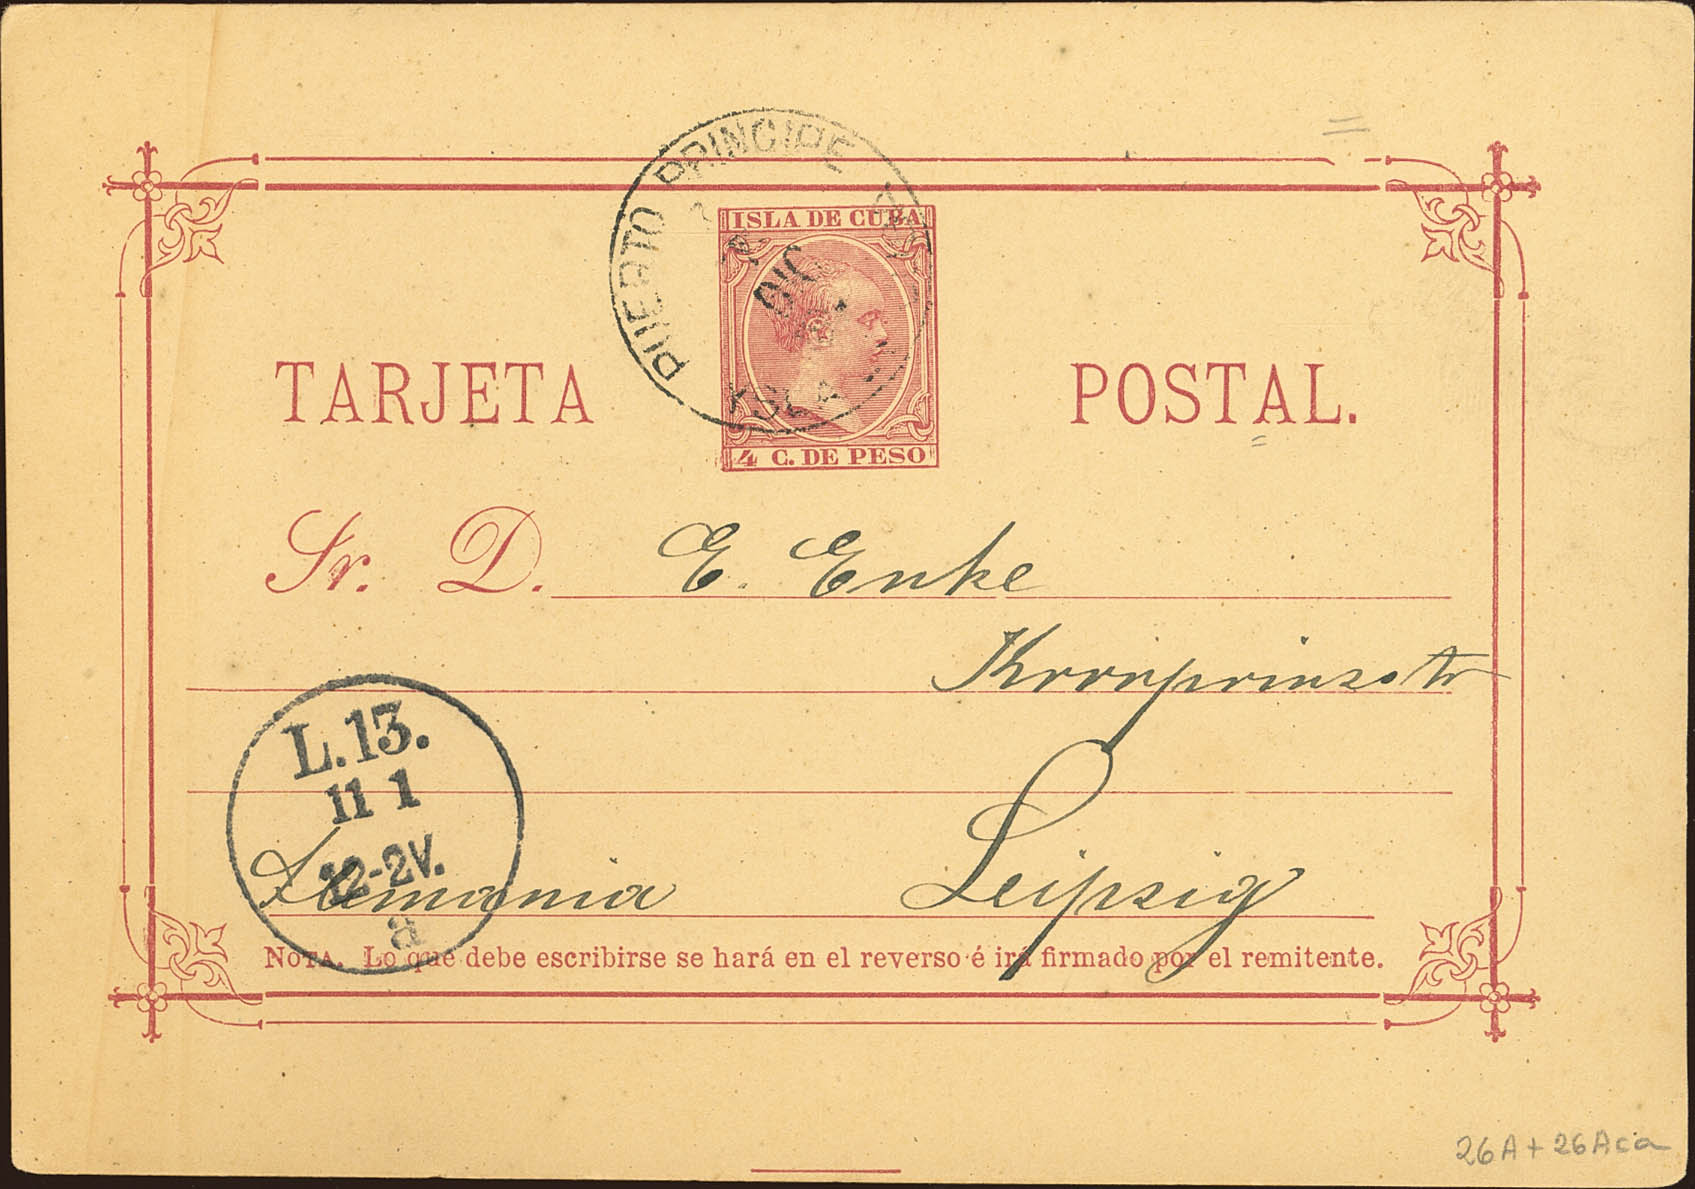 PUERTO PRINCIPE
ISLA DE CUBA
DIC
4 C. DE PESO
TARJETA POSTAL.
Sr. D. E. Enke
Kronprinzstr
L.13.
11 1
12-2V.
a
Alemania Leipzig
NOTA. Lo que debe escribirse se hará en el reverso é irá firmado por el remitente.
26A + 26Aca